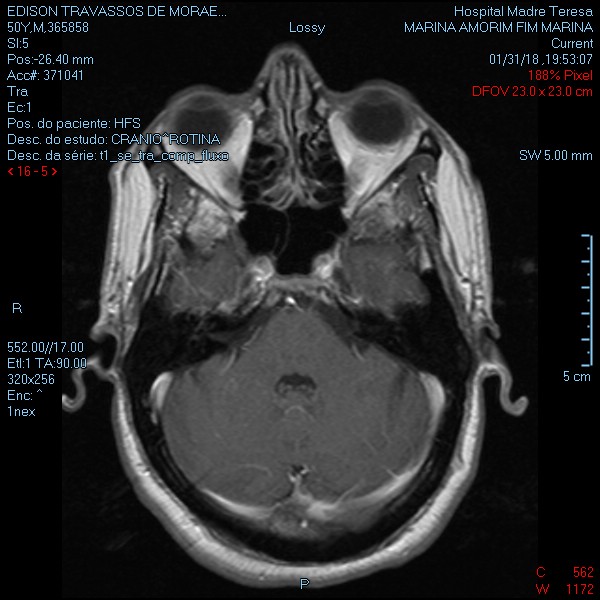 EDISON TRAVASSOS DE MORAE...
50Y,M,365858
Sl:5
Pos:-26.40 mm
Acc#: 371041
Tra
Ec:1
Pos. do paciente: HFS
Desc. do estudo: CRANIO^ROTINA
Desc. da série: t1_se_tra_comp_fluxo
< 16 - 5 >
Lossy
Hospital Madre Teresa
MARINA AMORIM FIM MARINA
Current
01/31/18 ,19:53:07
188% Pixel
DFOV 23.0 x 23.0 cm
SW 5.00 mm
R
552.00//17.00
Etl:1 TA:90.00
320x256
Enc: ^
1nex
5 cm
P
C 562
W 1172